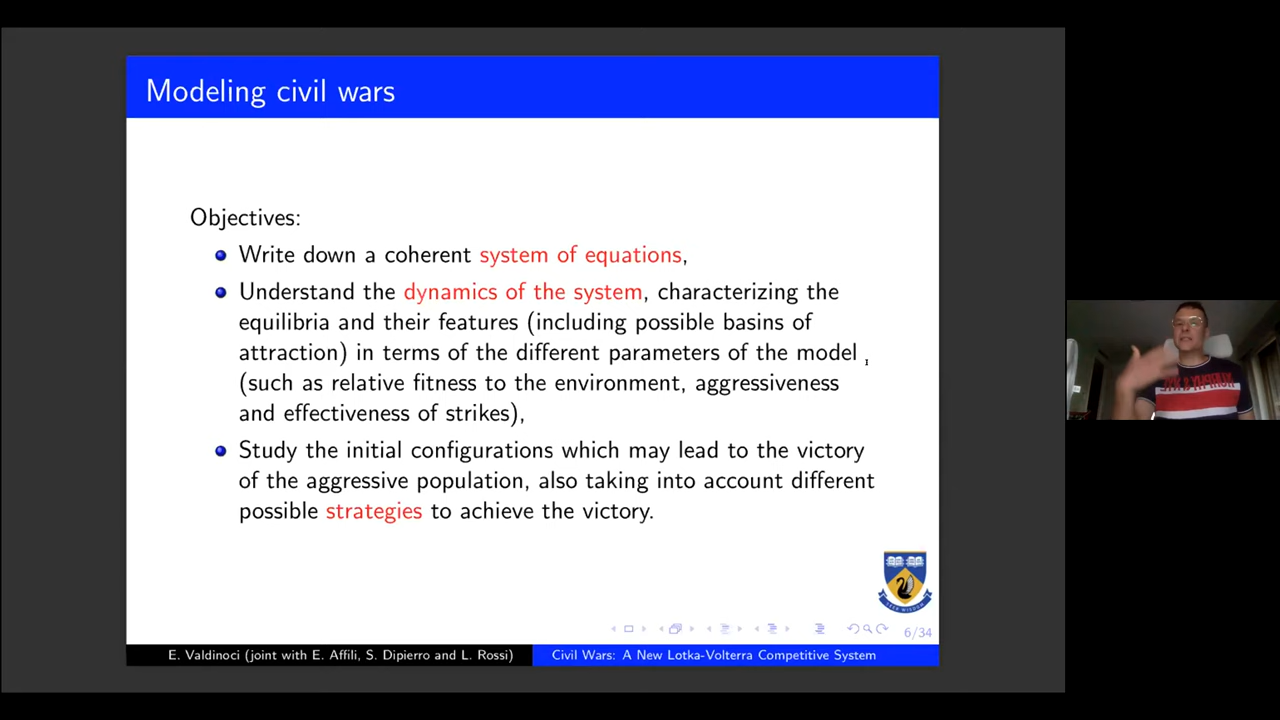 Modeling civil wars
Objectives:
Write down a coherent system of equations,
Understand the dynamics of the system, characterizing the
equilibria and their features (including possible basins of
attraction) in terms of the different parameters of the model
(such as relative fitness to the environment, aggressiveness
and effectiveness of strikes),
Study the initial configurations which may lead to the victory
of the aggressive population, also taking into account different
possible strategies to achieve the victory.
6/34
E. Valdinoci (joint with E. Affili, S. Dipierro and L. Rossi)
Civil Wars: A New Lotka-Volterra Competitive System